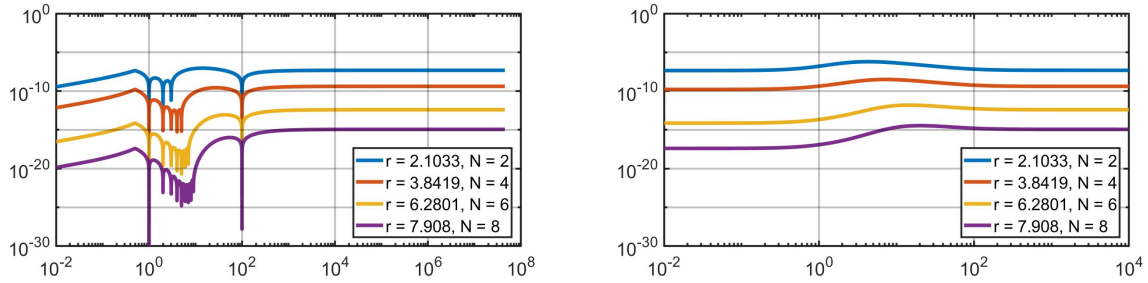 10^0
10^-10
10^-20
10^-30
r = 2.1033, N = 2
r = 3.8419, N = 4
r = 6.2801, N = 6
r = 7.908, N = 8
10^-2 10^0 10^2 10^4 10^6 10^8
10^0
10^-10
10^-20
10^-30
r = 2.1033, N = 2
r = 3.8419, N = 4
r = 6.2801, N = 6
r = 7.908, N = 8
10^-2 10^0 10^2 10^4